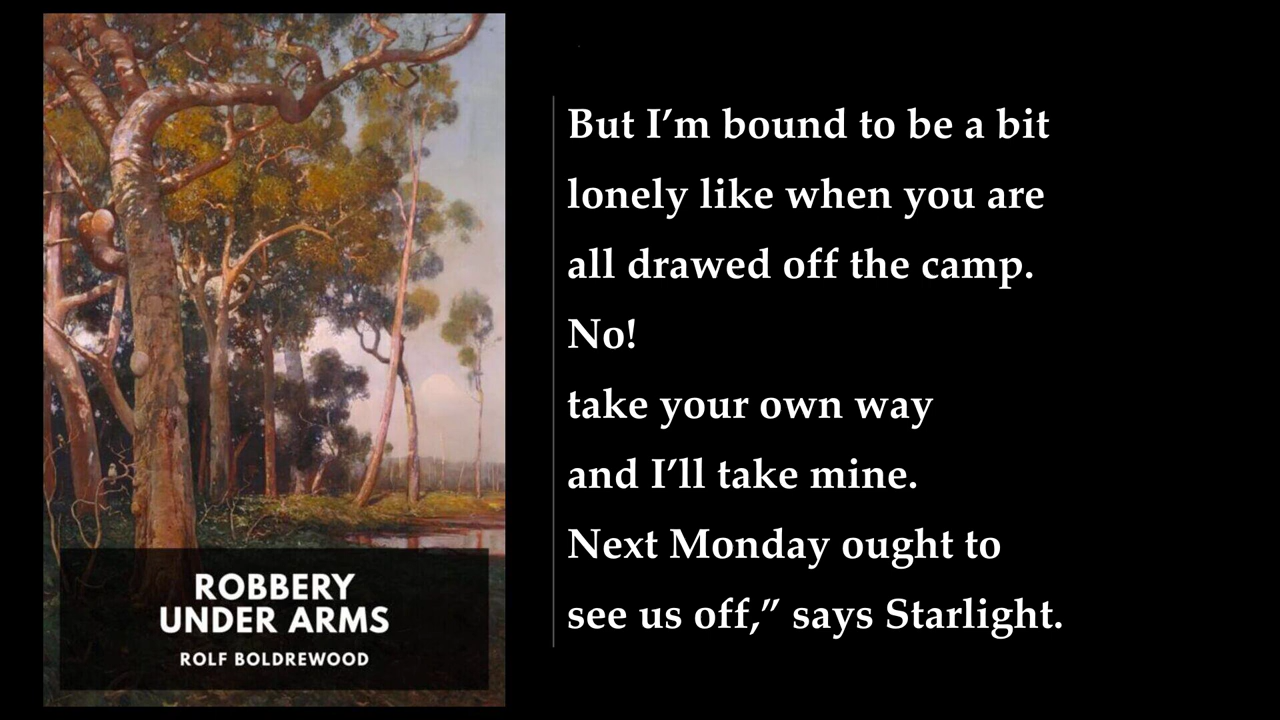 ROBBERY
UNDER ARMS
ROLF BOLDREWOOD
But I’m bound to be a bit
lonely like when you are
all drawed off the camp.
No!
take your own way
and I’ll take mine.
Next Monday ought to
see us off,” says Starlight.